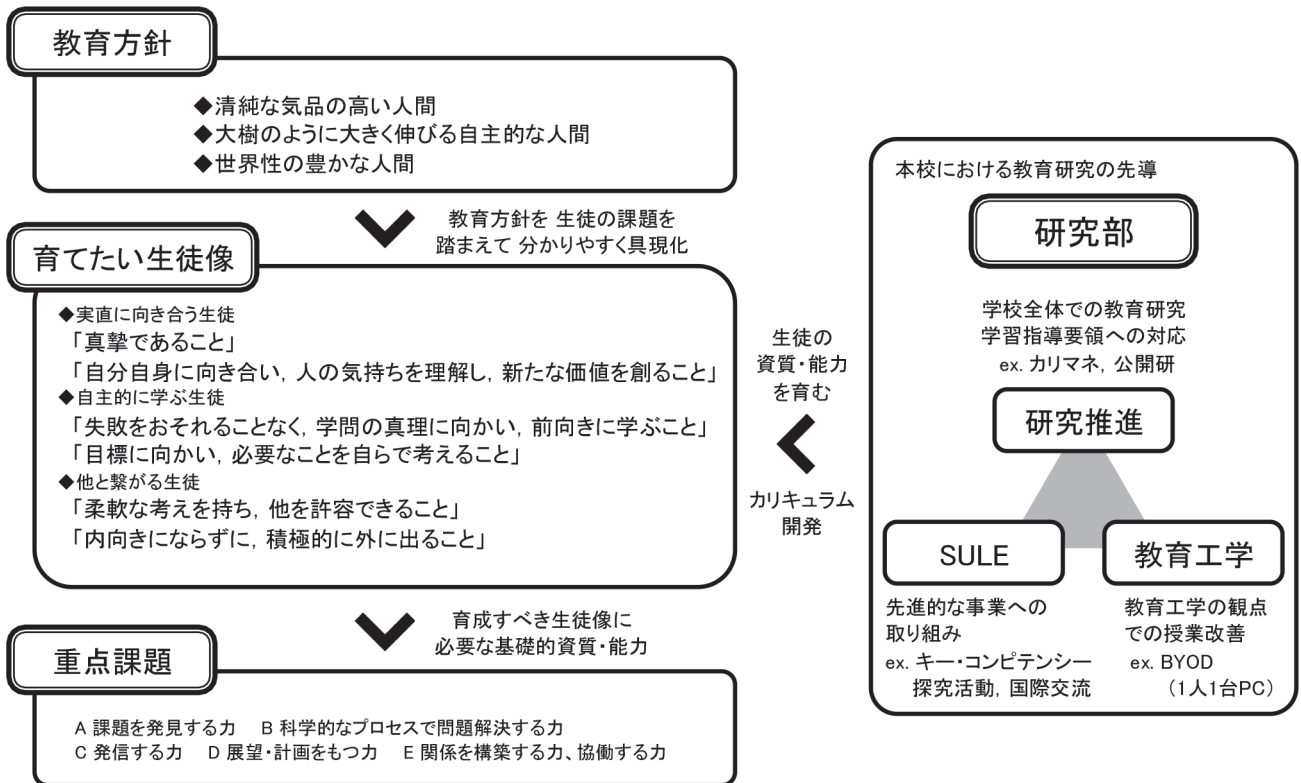 教育方針
◆清純な気品の高い人間
◆大樹のように大きく伸びる自主的な人間
◆世界性の豊かな人間
教育方針を 生徒の課題を
踏まえて 分かりやすく具現化
育てたい生徒像
◆実直に向き合う生徒
「真摯であること」
「自分自身に向き合い, 人の気持ちを理解し, 新たな価値を創ること」
◆自主的に学ぶ生徒
「失敗をおそれることなく, 学問の真理に向かい, 前向きに学ぶこと」
「目標に向かい, 必要なことを自らで考えること」
◆他と繋がる生徒
「柔軟な考えを持ち, 他を許容できること」
「内向きにならずに, 積極的に外に出ること」
育成すべき生徒像に
必要な基礎的資質・能力
重点課題
A 課題を発見する力 B 科学的なプロセスで問題解決する力
C 発信する力 D 展望・計画をもつ力 E 関係を構築する力、協働する力
生徒の
資質・能力
を育む
カリキュラム
開発
本校における教育研究の先導
研究部
学校全体での教育研究
学習指導要領への対応
ex. カリマネ, 公開研
研究推進
SULE
先進的な事業への
取り組み
ex. キー・コンピテンシー
探究活動, 国際交流
教育工学
教育工学の観点
での授業改善
ex. BYOD
(1人1台PC)